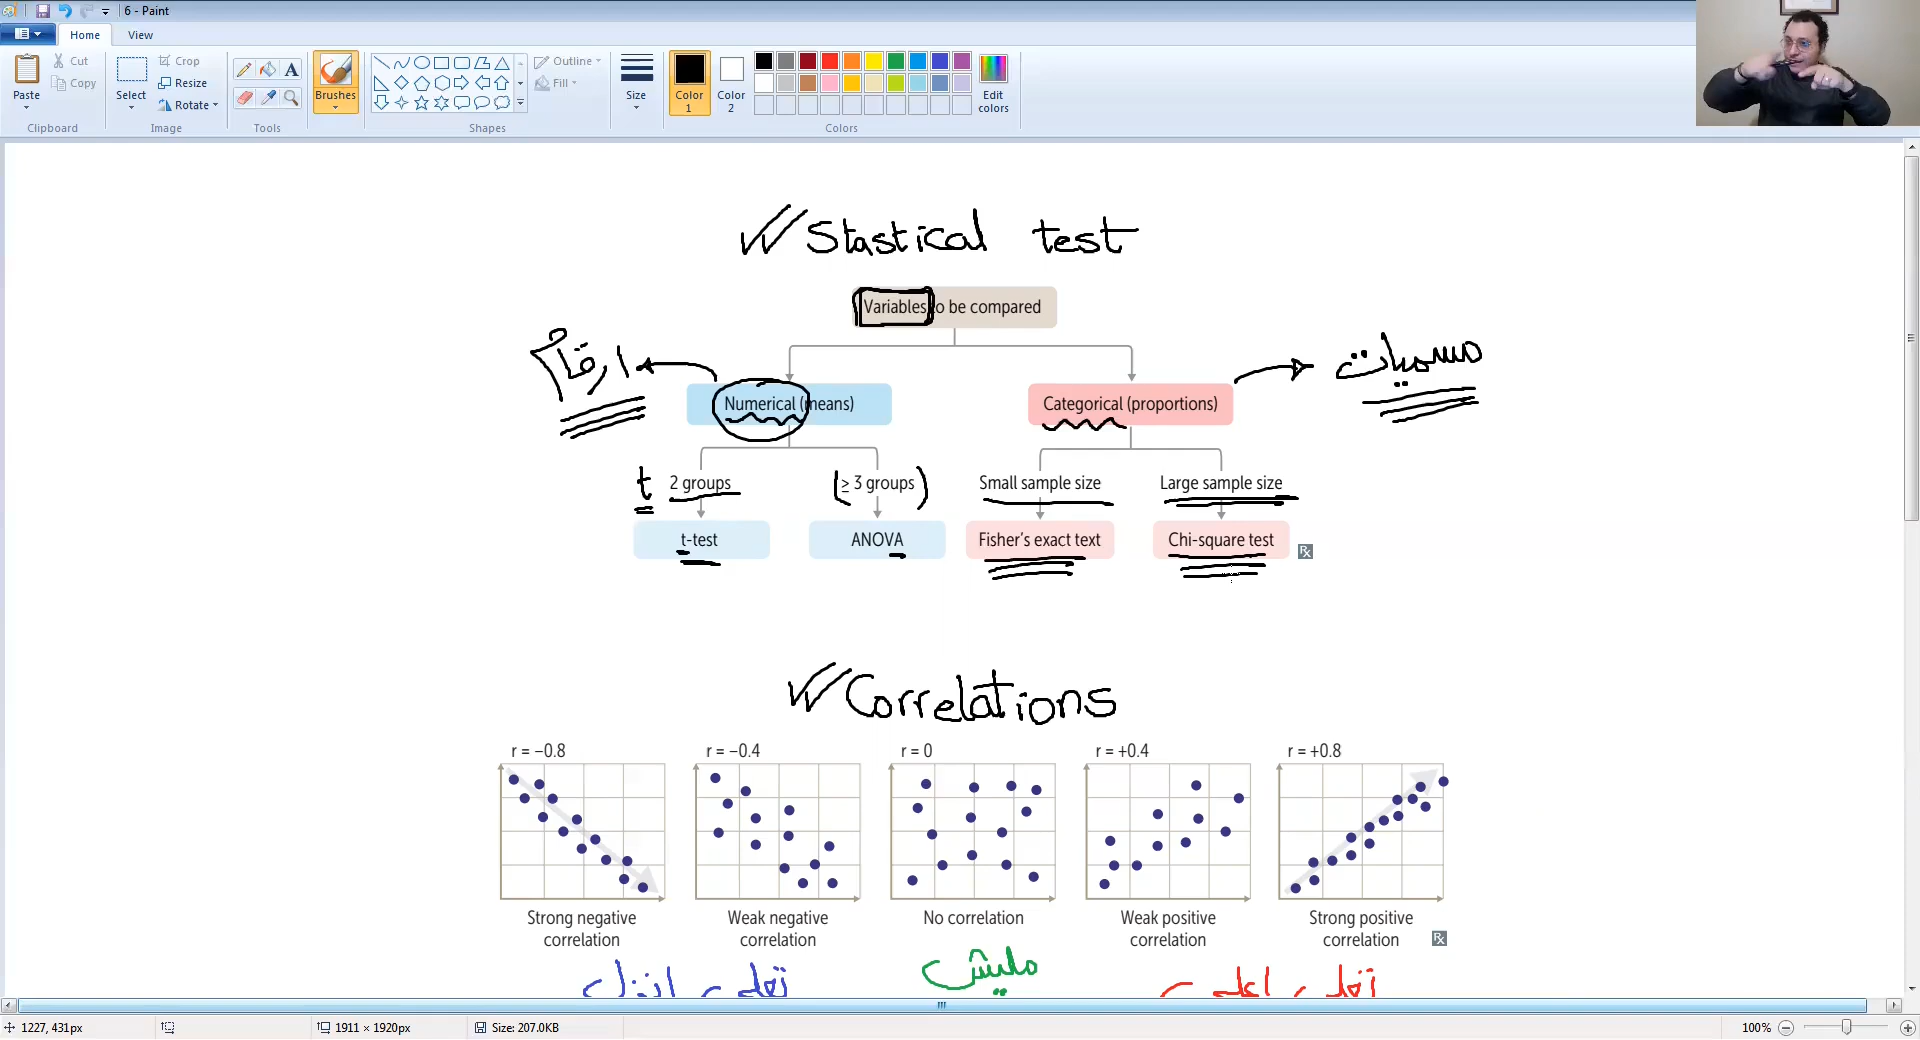 6 - Paint
Home View
Paste Cut Copy Clipboard
Select Crop Resize Rotate Image
Tools
Brushes
Outline Fill Shapes
Size
Color 1 Color 2 Edit colors Colors
Stastical test
Variables to be compared
ارقام
Numerical (means)
Categorical (proportions)
مسميات
t 2 groups
(≥ 3 groups)
Small sample size
Large sample size
t-test
ANOVA
Fisher's exact text
Chi-square test
Rx
Correlations
r = −0.8
r = −0.4
r = 0
r = +0.4
r = +0.8
Strong negative correlation
Weak negative correlation
No correlation
Weak positive correlation
Strong positive correlation
Rx
مفيش
1227, 431px
1911 × 1920px
Size: 207.0KB
100%